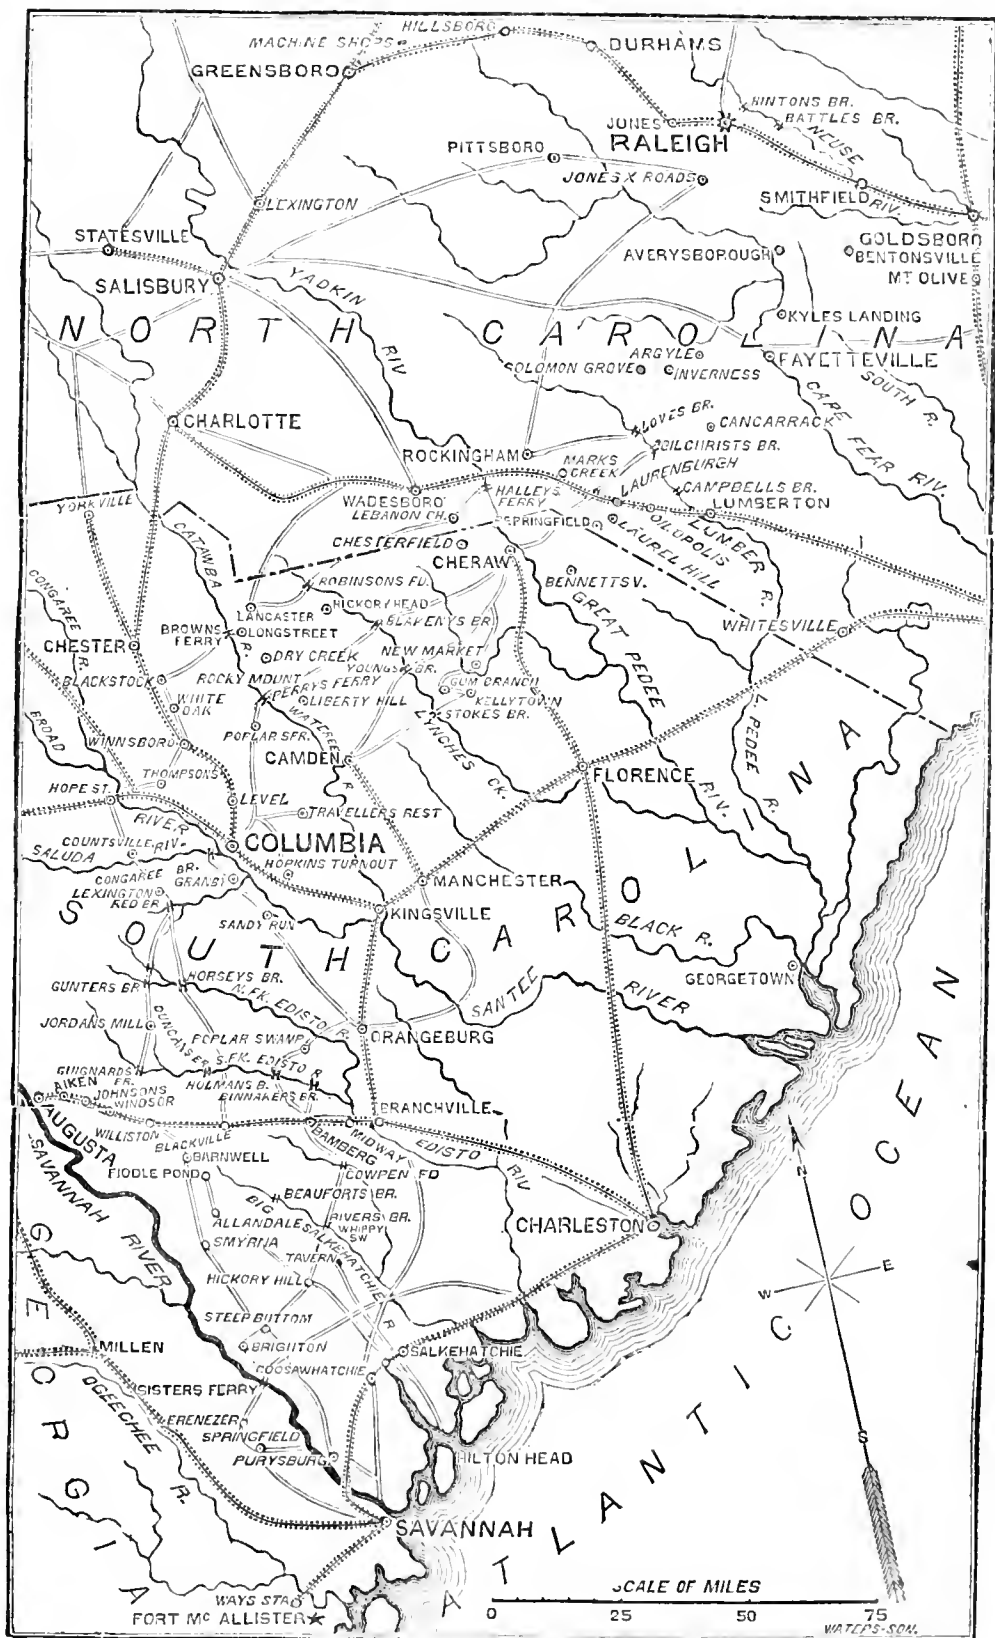 HILLSBORO
MACHINE SHOPS
DURHAMS
GREENSBORO
HINTONS BR.
BATTLES BR.
JONES
RALEIGH
NEUSE
PITTSBORO
JONES X ROADS
SMITHFIELD RIV.
LEXINGTON
STATESVILLE
GOLDSBORO
AVERYSBOROUGH
BENTONSVILLE
SALISBURY
MT OLIVE
YADKIN RIV
KYLES LANDING
NORTH CAROLINA
ARGYLE
FAYETTEVILLE
SOLOMON GROVE
INVERNESS
SOUTH R.
CAPE FEAR RIV.
LOVES BR.
CANCARRACK
CHARLOTTE
GILCHRISTS BR.
ROCKINGHAM
MARKS CREEK
LAURENBURGH
CAMPBELLS BR.
WADESBORO
HALLEYS FERRY
LUMBERTON
YORKVILLE
LEBANON CH.
SPRINGFIELD
OILOPOLIS
LUMBER R.
CATAWBA R.
CHESTERFIELD
LAUREL HILL
CHERAW
BENNETTSV.
CONGAREE R.
ROBINSONS FD.
GREAT PEDEE RIV.
HICKORY HEAD
LANCASTER
BLAKENYS BR
BROWNS FERRY
LONGSTREET
WHITESVILLE
CHESTER
DRY CREEK
NEW MARKET
BLACKSTOCK
ROCKY MOUNT
YOUNGS BR.
PERRYS FERRY
GUM BRANCH
WHITE OAK
LIBERTY HILL
KELLYTOWN
STOKES BR.
L. PEDEE R.
BROAD RIVER
WATEREE R.
LYNCHES CK.
WINNSBORO
POPLAR SPR.
CAMDEN
FLORENCE
THOMPSONS
HOPE ST.
LEVEL
TRAVELLERS REST
COLUMBIA
COUNTSVILLE
SALUDA RIV.
HOPKINS TURNOUT
CONGAREE BR.
GRANBY
MANCHESTER
LEXINGTON
RED BR
KINGSVILLE
SANDY RUN
BLACK R.
SOUTH CAROLINA
GEORGETOWN
HORSEYS BR.
GUNTERS BR
N. FK. EDISTO R.
SANTEE RIVER
JORDANS MILL
DUNCANS BR
POPLAR SWAMP
ORANGEBURG
S. FK. EDISTO R
GUIGNARDS BR.
HOLMANS B.
BINNAKERS BR.
AIKEN
JOHNSONS
WINDSOR
BRANCHVILLE
AUGUSTA
WILLISTON
BLACKVILLE
BAMBERG
MIDWAY
EDISTO RIV
BARNWELL
COWPEN FD
FIDDLE POND
BEAUFORTS BR.
SAVANNAH RIVER
BIG SALKEHATCHIE R.
ALLANDALE
RIVERS BR.
WHIPPY SW
CHARLESTON
SMYRNA
TAVERN
HICKORY HILL
STEEP BOTTOM
BRIGHTON
SALKEHATCHIE
MILLEN
COOSAWHATCHIE
SISTERS FERRY
OGEECHEE R.
EBENEZER
SPRINGFIELD
PURYSBURG
HILTON HEAD
GEORGIA
SAVANNAH
WAYS STA
FORT Mc ALLISTER
ATLANTIC OCEAN
N
E
W
S
SCALE OF MILES
0 25 50 75
WATERS-SON.